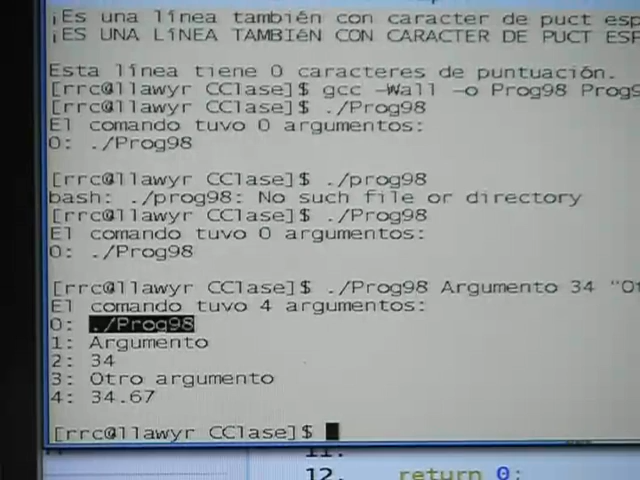 ¡Es una línea también con caracter de puct esp
¡ES UNA LíNEA TAMBIéN CON CARACTER DE PUCT ESP
Esta línea tiene 0 caracteres de puntuación.
[rrc@llawyr CClase]$ gcc -Wall -o Prog98 Prog9
[rrc@llawyr CClase]$ ./Prog98
El comando tuvo 0 argumentos:
0: ./Prog98
[rrc@llawyr CClase]$ ./prog98
bash: ./prog98: No such file or directory
[rrc@llawyr CClase]$ ./Prog98
El comando tuvo 0 argumentos:
0: ./Prog98
[rrc@llawyr CClase]$ ./Prog98 Argumento 34 "Ot
El comando tuvo 4 argumentos:
0: ./Prog98
1: Argumento
2: 34
3: Otro argumento
4: 34.67
[rrc@llawyr CClase]$
11.
12. return 0;